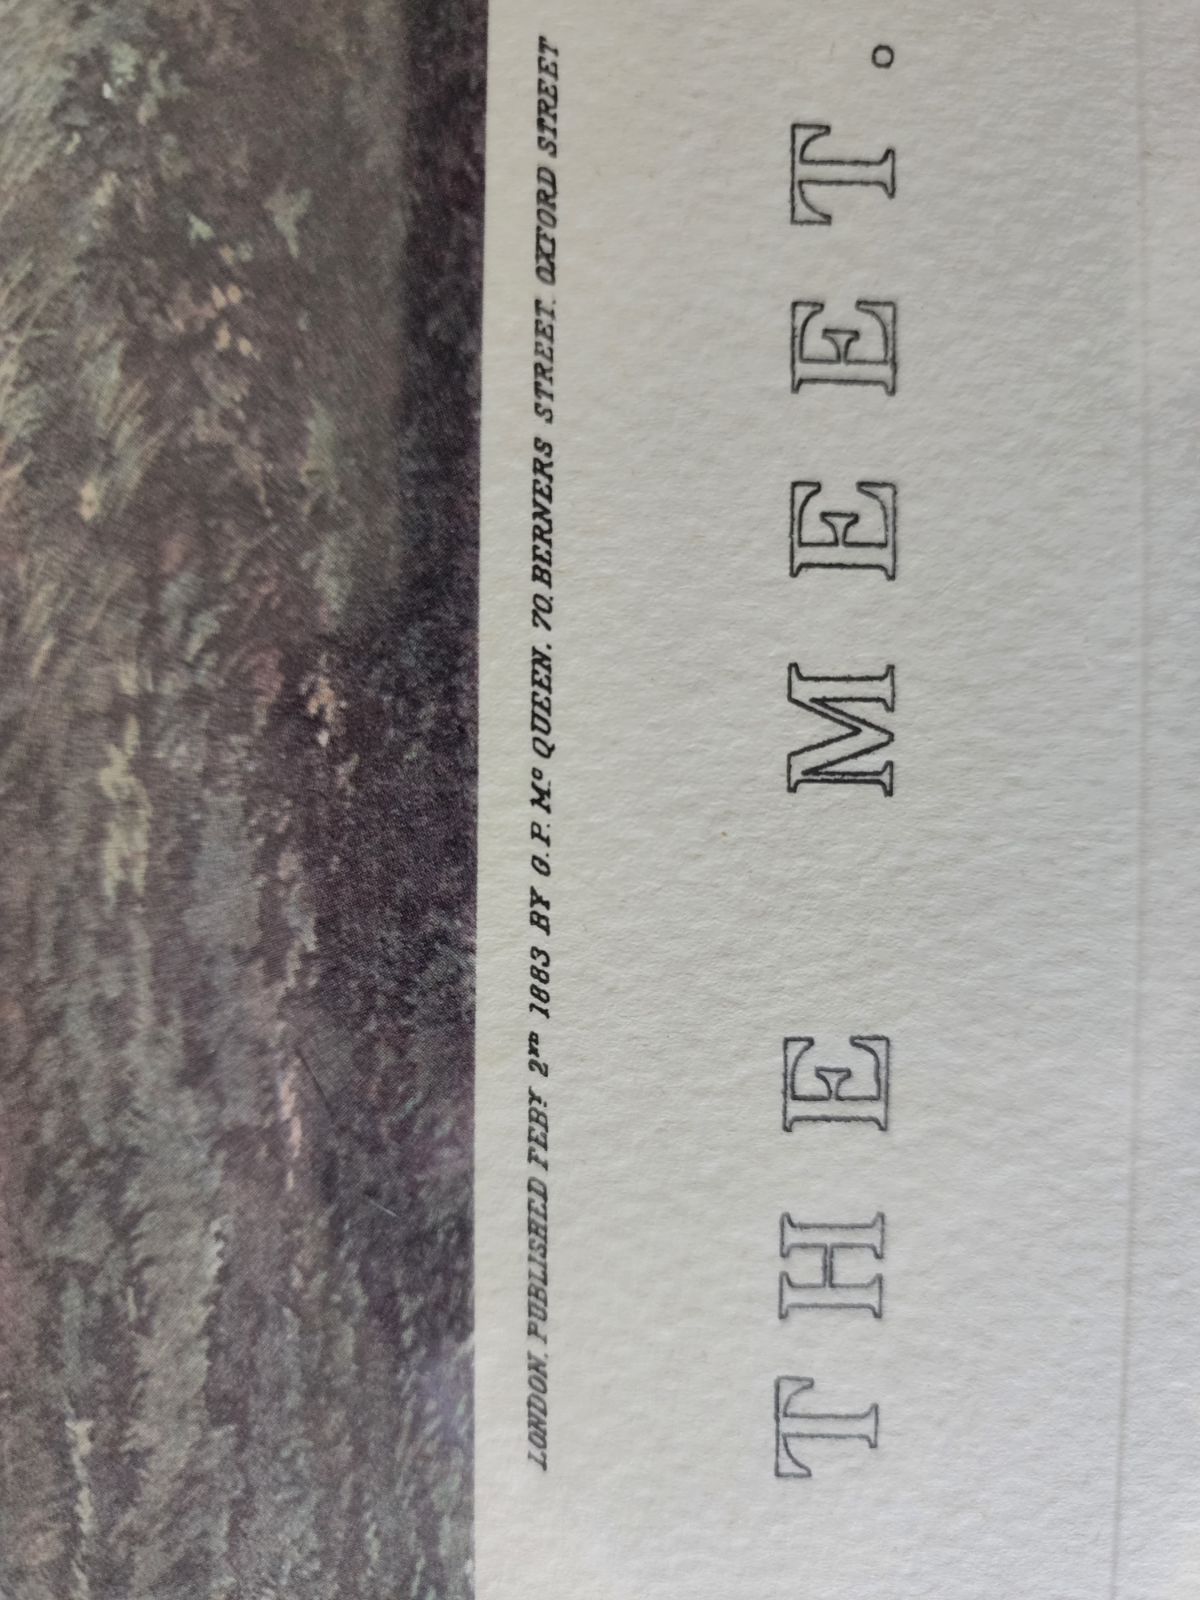 LONDON. PUBLISHED FEBY 2ND 1883 BY G. P. Mc QUEEN. 70. BERNERS STREET. OXFORD STREET
THE MEET.